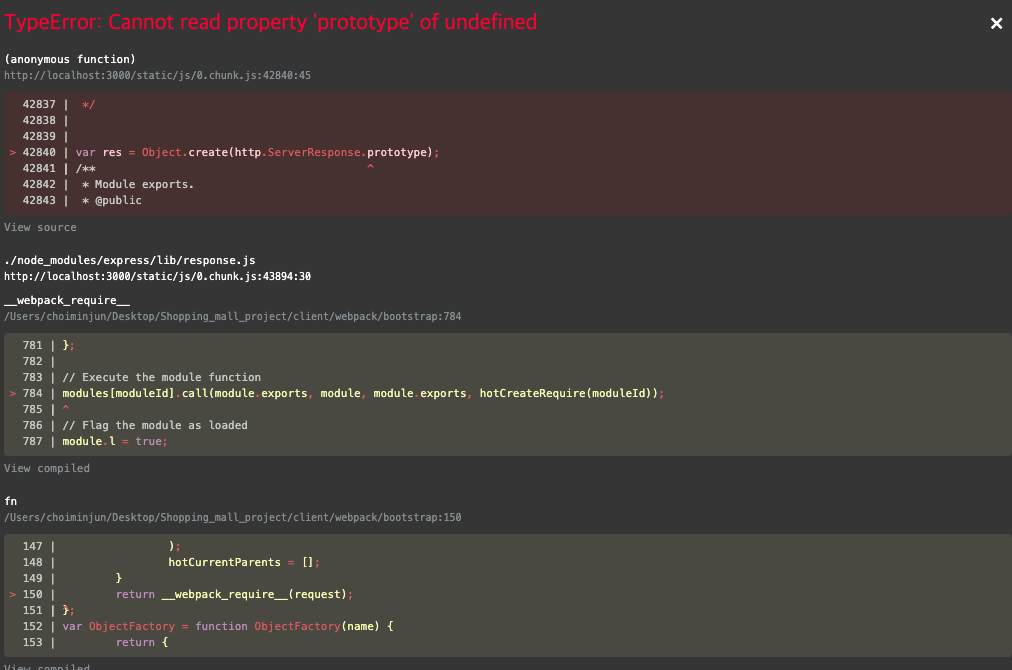 TypeError: Cannot read property 'prototype' of undefined
×
(anonymous function)
http://localhost:3000/static/js/0.chunk.js:42840:45
42837 |  */
42838 |
42839 |
> 42840 | var res = Object.create(http.ServerResponse.prototype);
42841 | /** ^
42842 |  * Module exports.
42843 |  * @public
View source
./node_modules/express/lib/response.js
http://localhost:3000/static/js/0.chunk.js:43894:30
__webpack_require__
/Users/choiminjun/Desktop/Shopping_mall_project/client/webpack/bootstrap:784
781 | };
782 |
783 | // Execute the module function
> 784 | modules[moduleId].call(module.exports, module, module.exports, hotCreateRequire(moduleId));
785 | ^
786 | // Flag the module as loaded
787 | module.l = true;
View compiled
fn
/Users/choiminjun/Desktop/Shopping_mall_project/client/webpack/bootstrap:150
147 | );
148 | hotCurrentParents = [];
149 | }
> 150 | return __webpack_require__(request);
151 | };
152 | var ObjectFactory = function ObjectFactory(name) {
153 | return {
View compiled